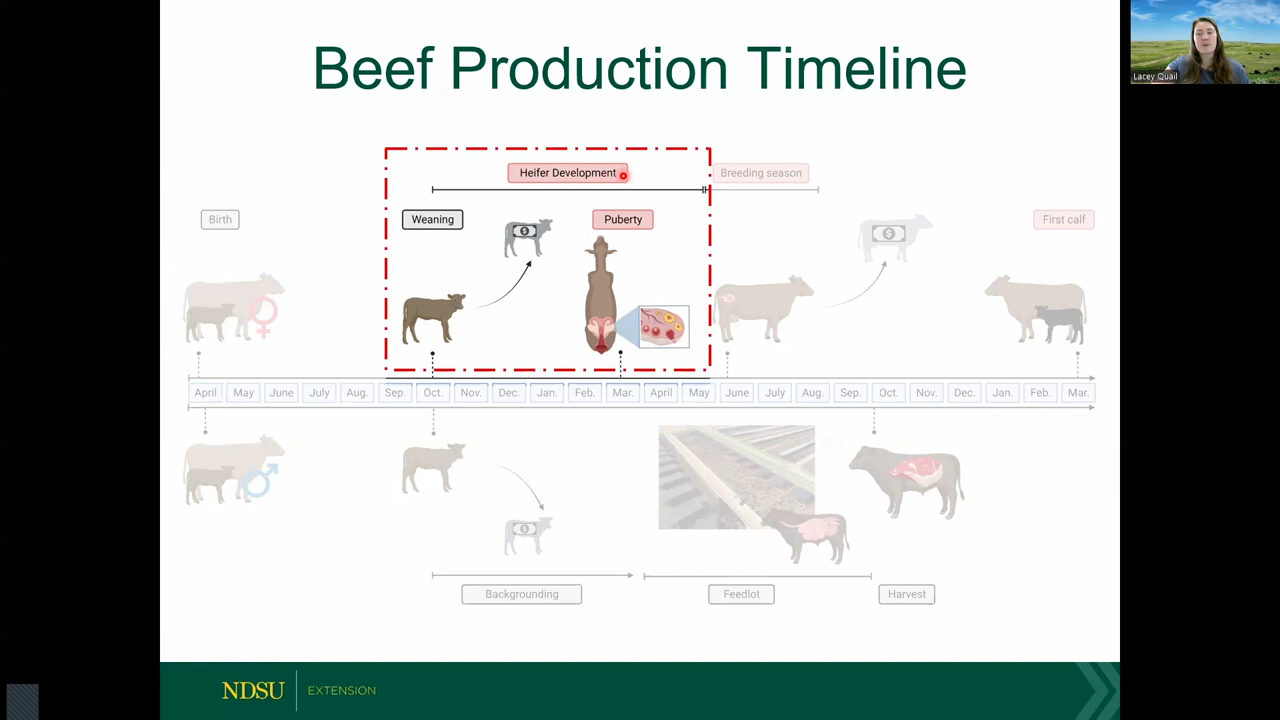 Beef Production Timeline
Lacey Quail
Heifer Development
Breeding season
Birth
Weaning
Puberty
First calf
$
$
April May June July Aug. Sep. Oct. Nov. Dec. Jan. Feb. Mar. April May June July Aug. Sep. Oct. Nov. Dec. Jan. Feb. Mar.
$
Backgrounding
Feedlot
Harvest
NDSU EXTENSION